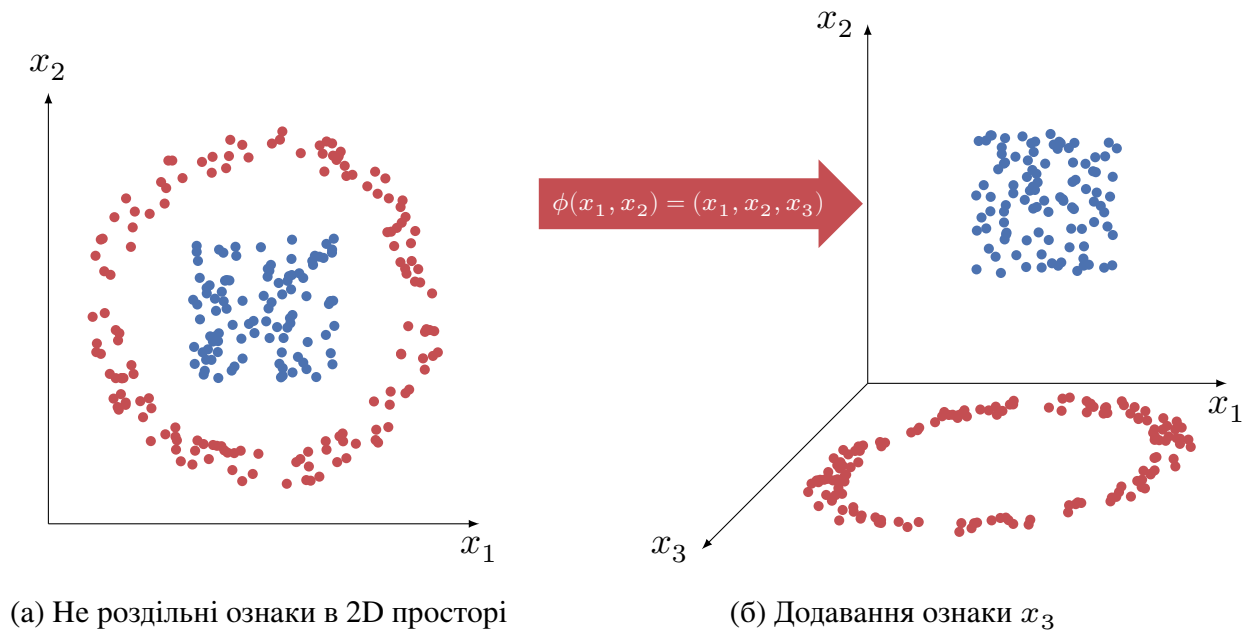 x₂
x₁
ϕ(x₁, x₂) = (x₁, x₂, x₃)
x₂
x₁
x₃
(а) Не роздільні ознаки в 2D просторі
(б) Додавання ознаки x₃